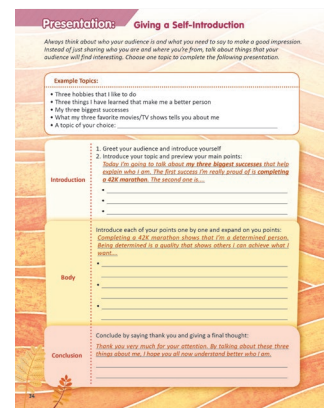 Presentation: Giving a Self-Introduction
Always think about who your audience is and what you need to say to make a good impression.
Instead of just sharing who you are and where you're from, talk about things that your
audience will find interesting. Choose one topic to complete the following presentation.
Example Topics:
• Three hobbies that I like to do
• Three things I have learned that make me a better person
• My three biggest successes
• What my three favorite movies/TV shows tells you about me
• A topic of your choice:
Introduction
1. Greet your audience and introduce yourself
2. Introduce your topic and preview your main points:
Today I'm going to talk about my three biggest successes that help
explain who I am. The first success I'm really proud of is completing
a 42K marathon. The second one is....
•
•
•
Body
Introduce each of your points one by one and expand on you points:
Completing a 42K marathon shows that I'm a determined person.
Being determined is a quality that shows others I can achieve what I
want....
•
•
•
Conclusion
Conclude by saying thank you and giving a final thought:
Thank you very much for your attention. By talking about these three
things about me, I hope you all now understand better who I am.
34